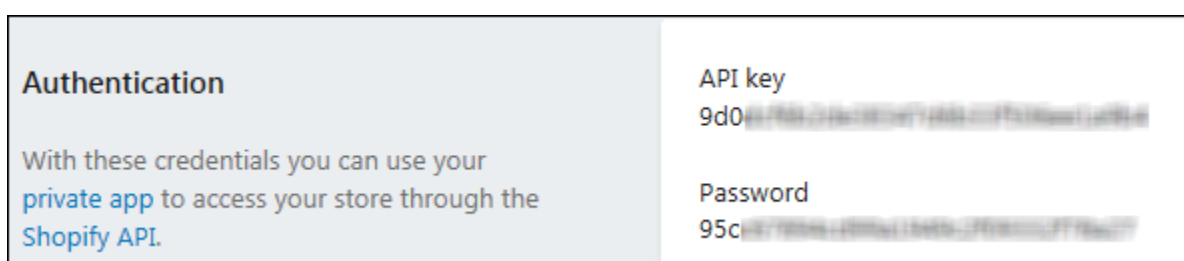 Authentication
With these credentials you can use your
private app to access your store through the
Shopify API.
API key
9d0
Password
95c